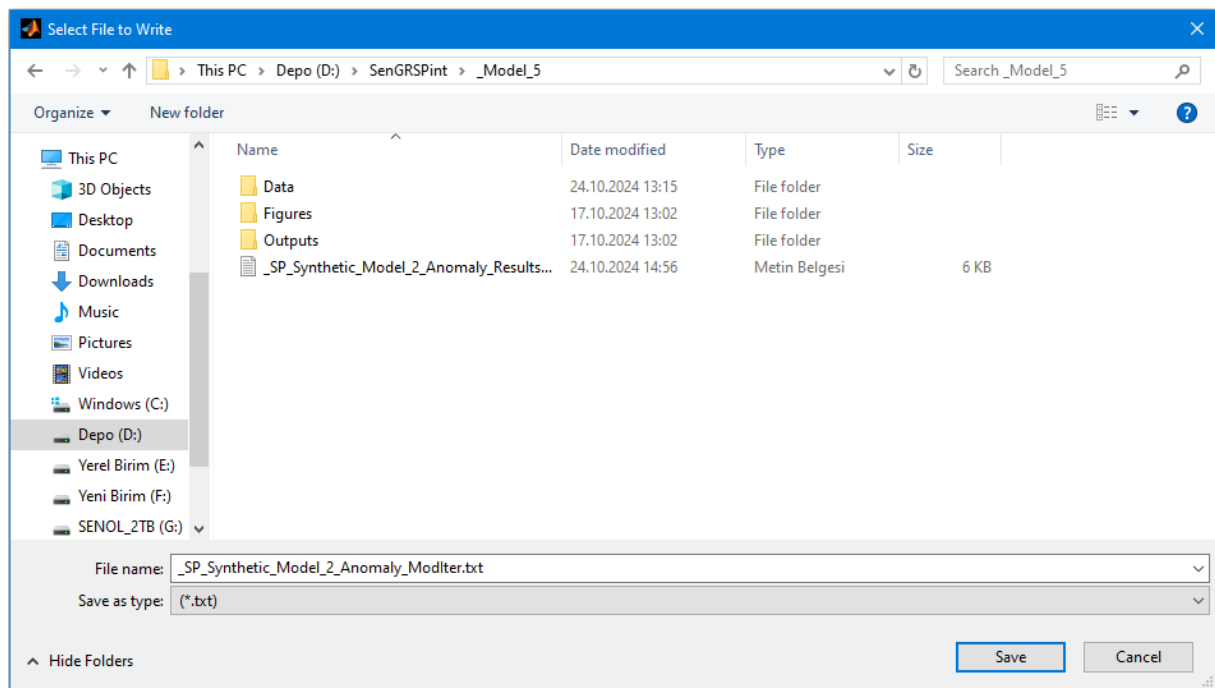 Select File to Write
This PC > Depo (D:) > SenGRSPint > _Model_5
Search _Model_5
Organize
New folder
This PC
3D Objects
Desktop
Documents
Downloads
Music
Pictures
Videos
Windows (C:)
Depo (D:)
Yerel Birim (E:)
Yeni Birim (F:)
SENOL_2TB (G:)
Name Date modified Type Size
Data 24.10.2024 13:15 File folder
Figures 17.10.2024 13:02 File folder
Outputs 17.10.2024 13:02 File folder
_SP_Synthetic_Model_2_Anomaly_Results... 24.10.2024 14:56 Metin Belgesi 6 KB
File name: _SP_Synthetic_Model_2_Anomaly_ModIter.txt
Save as type: (*.txt)
Hide Folders
Save
Cancel